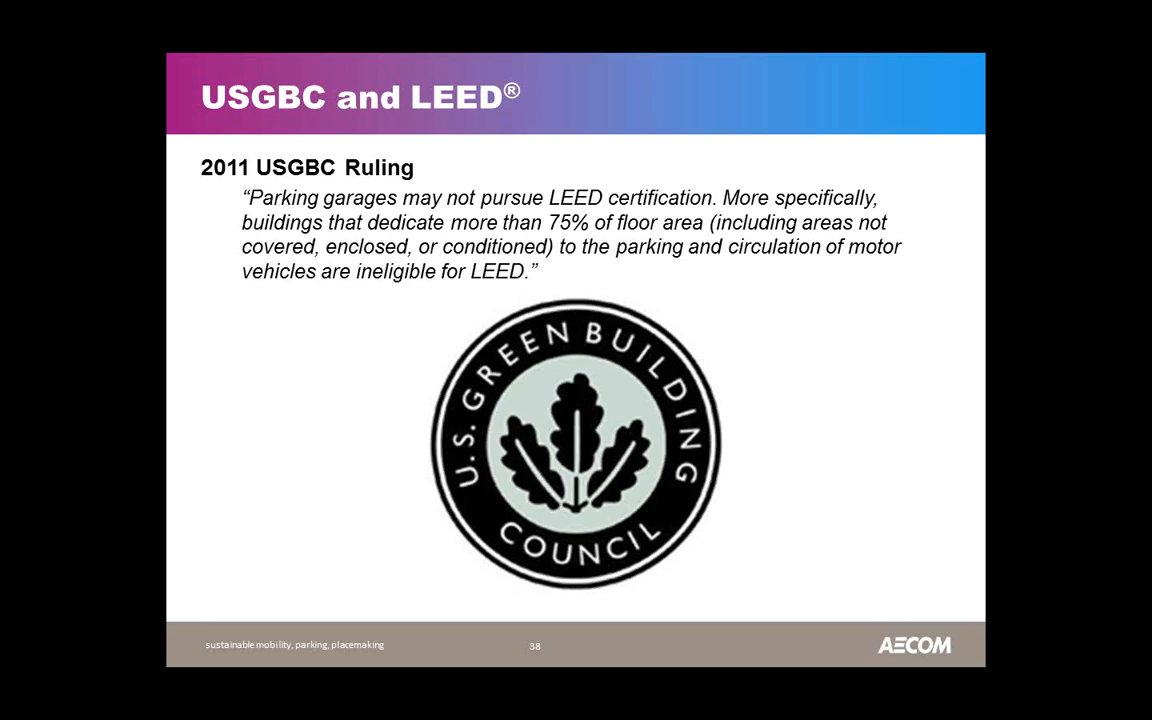 USGBC and LEED®
2011 USGBC Ruling
“Parking garages may not pursue LEED certification. More specifically,
buildings that dedicate more than 75% of floor area (including areas not
covered, enclosed, or conditioned) to the parking and circulation of motor
vehicles are ineligible for LEED.”
U.S. GREEN BUILDING
COUNCIL
sustainable mobility, parking, placemaking
38
AECOM